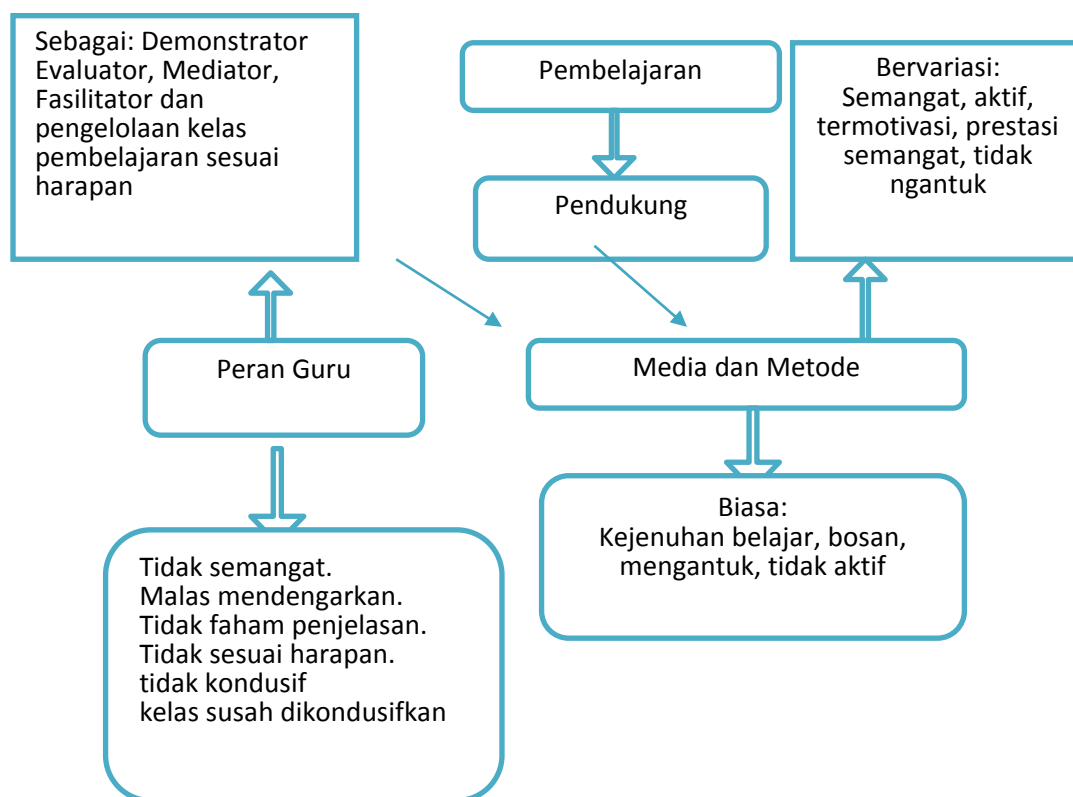 Sebagai: Demonstrator
Evaluator, Mediator,
Fasilitator dan
pengelolaan kelas
pembelajaran sesuai
harapan
Pembelajaran
Bervariasi:
Semangat, aktif,
termotivasi, prestasi
semangat, tidak
ngantuk
Pendukung
Peran Guru
Media dan Metode
Tidak semangat.
Malas mendengarkan.
Tidak faham penjelasan.
Tidak sesuai harapan.
tidak kondusif
kelas susah dikondusifkan
Biasa:
Kejenuhan belajar, bosan,
mengantuk, tidak aktif